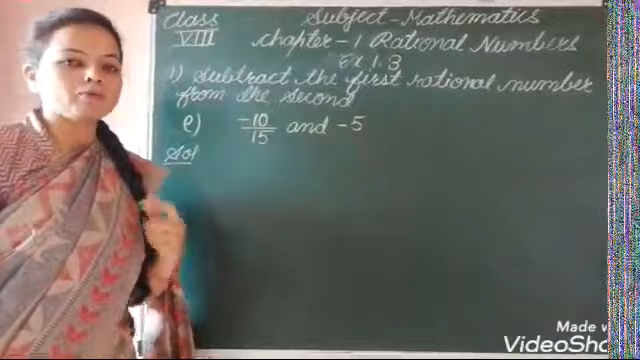 Class Subject-Mathematics
VIII Chapter-1 Rational Numbers
Ex 1.3
1) Subtract the first rational number
from the second
e) -10/15 and -5
Sol
Made w
VideoSho